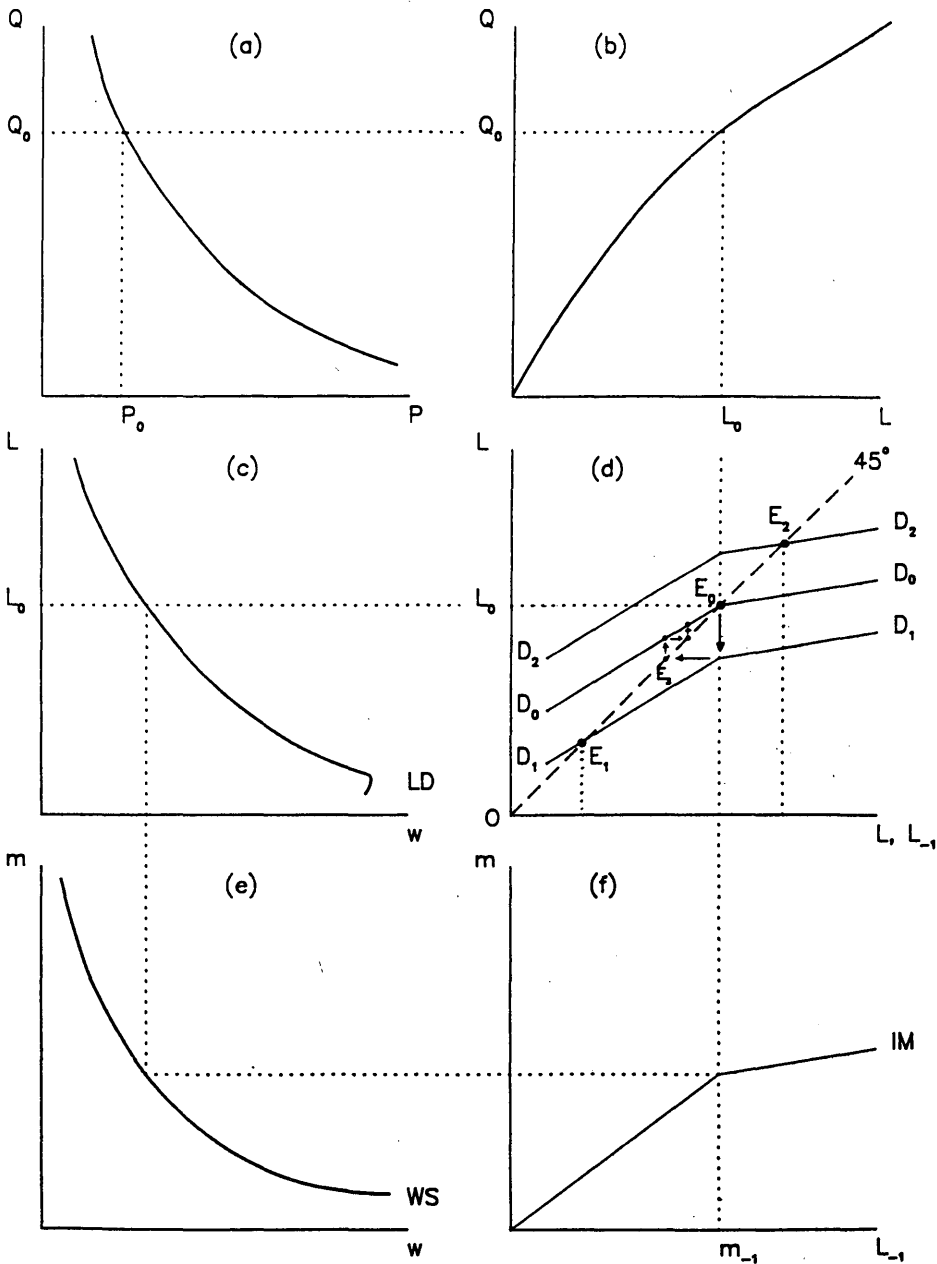 Q
(a)
Q₀
P₀
P
Q
(b)
Q₀
L₀
L
L
(c)
L₀
LD
w
L
(d)
45°
E₂
D₂
E₀
D₀
L₀
D₁
D₂
E₃
D₀
D₁
E₁
O
L, L₋₁
m
(e)
WS
w
m
(f)
IM
m₋₁
L₋₁